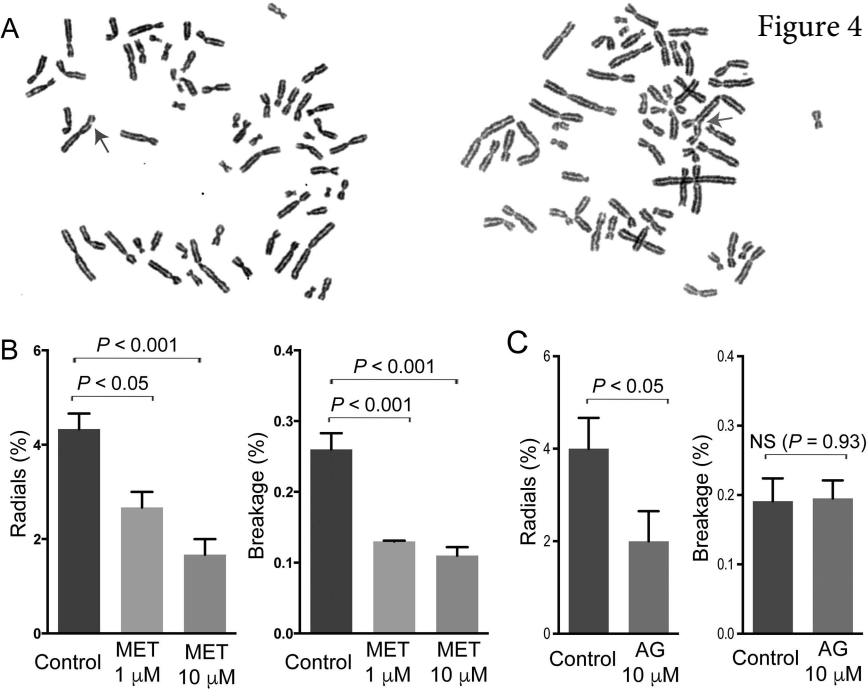 A
Figure 4
B
Radials (%)
6
4
2
0
P < 0.001
P < 0.05
Control
MET
1 μM
MET
10 μM
Breakage (%)
0.4
0.3
0.2
0.1
0.0
P < 0.001
P < 0.001
Control
MET
1 μM
MET
10 μM
C
Radials (%)
6
4
2
0
P < 0.05
Control
AG
10 μM
Breakage (%)
0.4
0.3
0.2
0.1
0.0
NS (P = 0.93)
Control
AG
10 μM